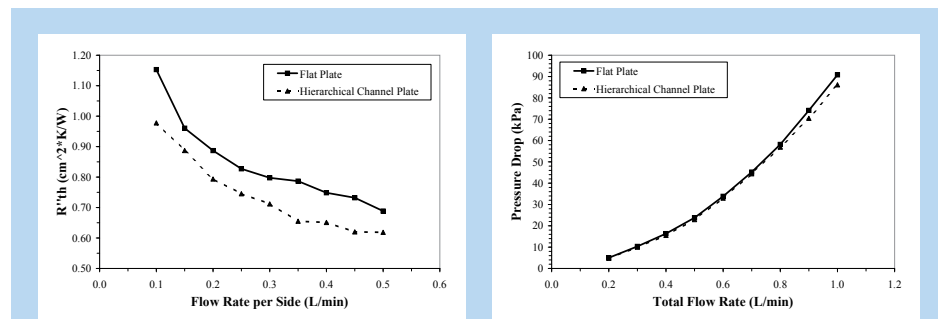 1.20
1.10
1.00
0.90
0.80
0.70
0.60
0.50
R"th (cm^2*K/W)
Flat Plate
Hierarchical Channel Plate
0.0 0.1 0.2 0.3 0.4 0.5 0.6
Flow Rate per Side (L/min)
100
90
80
70
60
50
40
30
20
10
0
Pressure Drop (kPa)
Flat Plate
Hierarchical Channel Plate
0.0 0.2 0.4 0.6 0.8 1.0 1.2
Total Flow Rate (L/min)